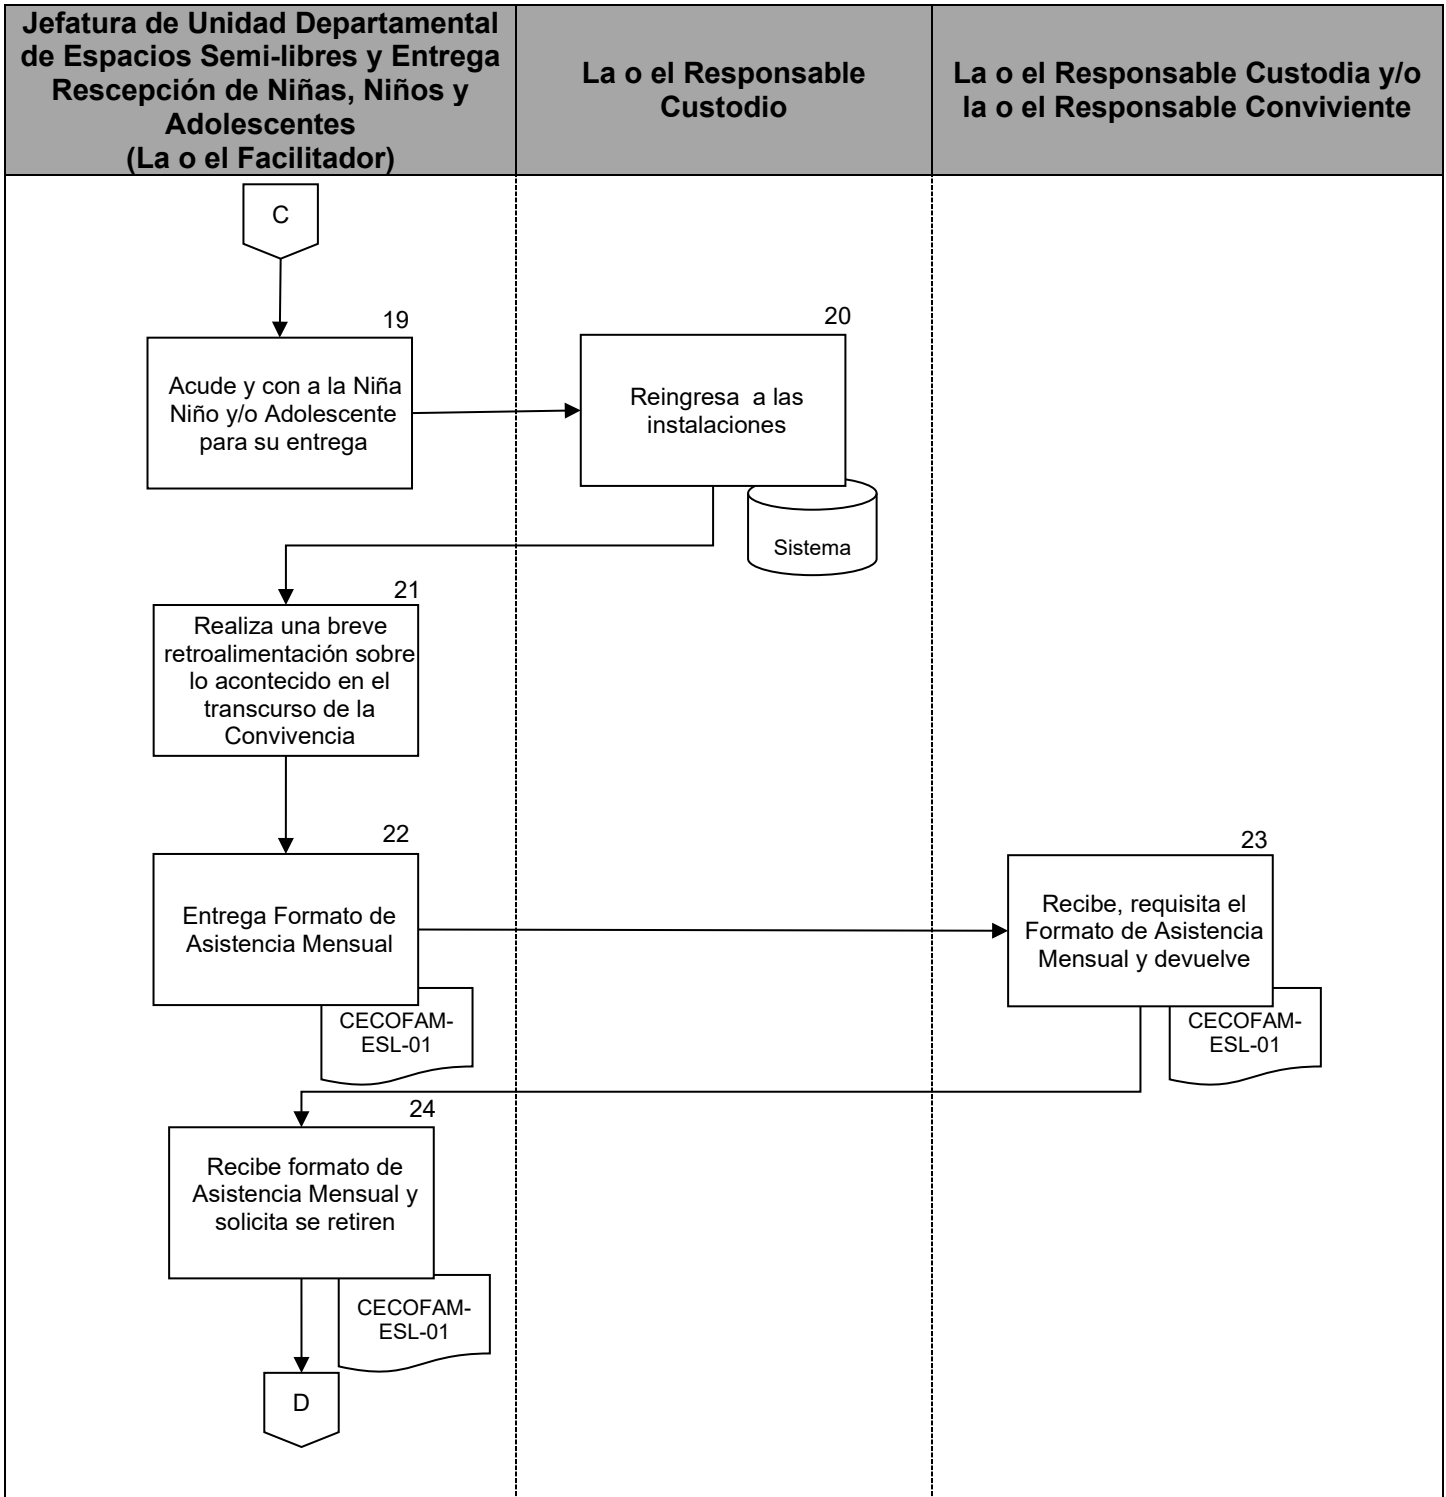 Jefatura de Unidad Departamental
de Espacios Semi-libres y Entrega
Rescepción de Niñas, Niños y
Adolescentes
(La o el Facilitador)
La o el Responsable
Custodio
La o el Responsable Custodia y/o
la o el Responsable Conviviente
C
19
Acude y con a la Niña
Niño y/o Adolescente
para su entrega
20
Reingresa a las
instalaciones
Sistema
21
Realiza una breve
retroalimentación sobre
lo acontecido en el
transcurso de la
Convivencia
22
Entrega Formato de
Asistencia Mensual
CECOFAM-
ESL-01
23
Recibe, requisita el
Formato de Asistencia
Mensual y devuelve
CECOFAM-
ESL-01
24
Recibe formato de
Asistencia Mensual y
solicita se retiren
CECOFAM-
ESL-01
D